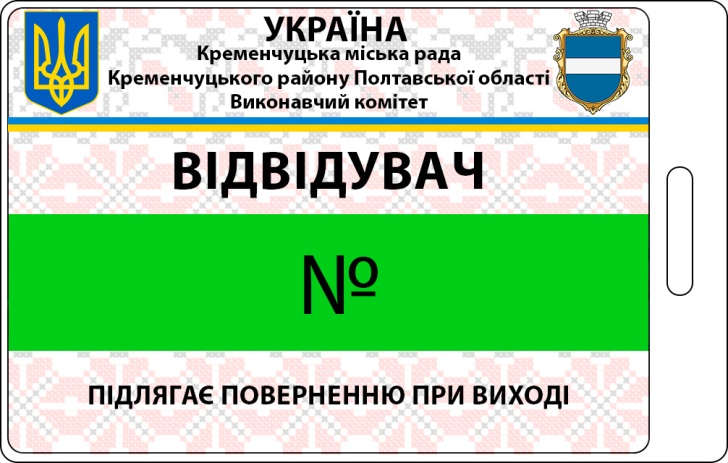 УКРАЇНА
Кременчуцька міська рада
Кременчуцького району Полтавської області
Виконавчий комітет
ВІДВІДУВАЧ
№
ПІДЛЯГАЄ ПОВЕРНЕННЮ ПРИ ВИХОДІ